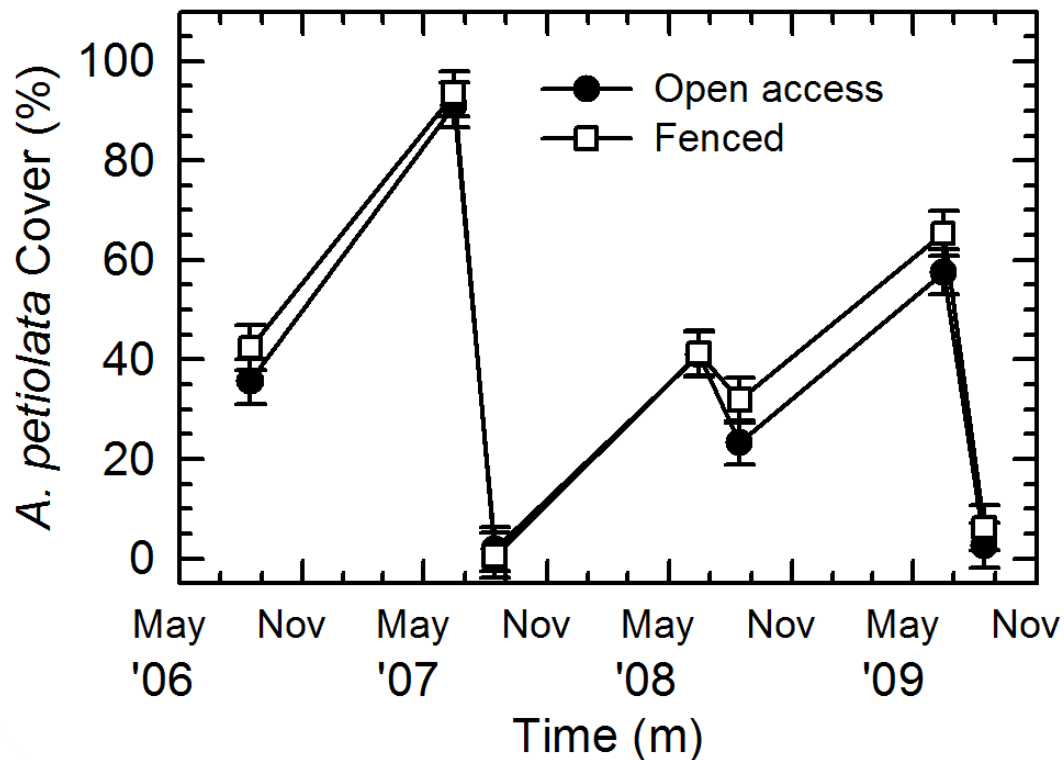 A. petiolata Cover (%)
100
80
60
40
20
0
Open access
Fenced
May Nov May Nov May Nov May Nov
'06 '07 '08 '09
Time (m)